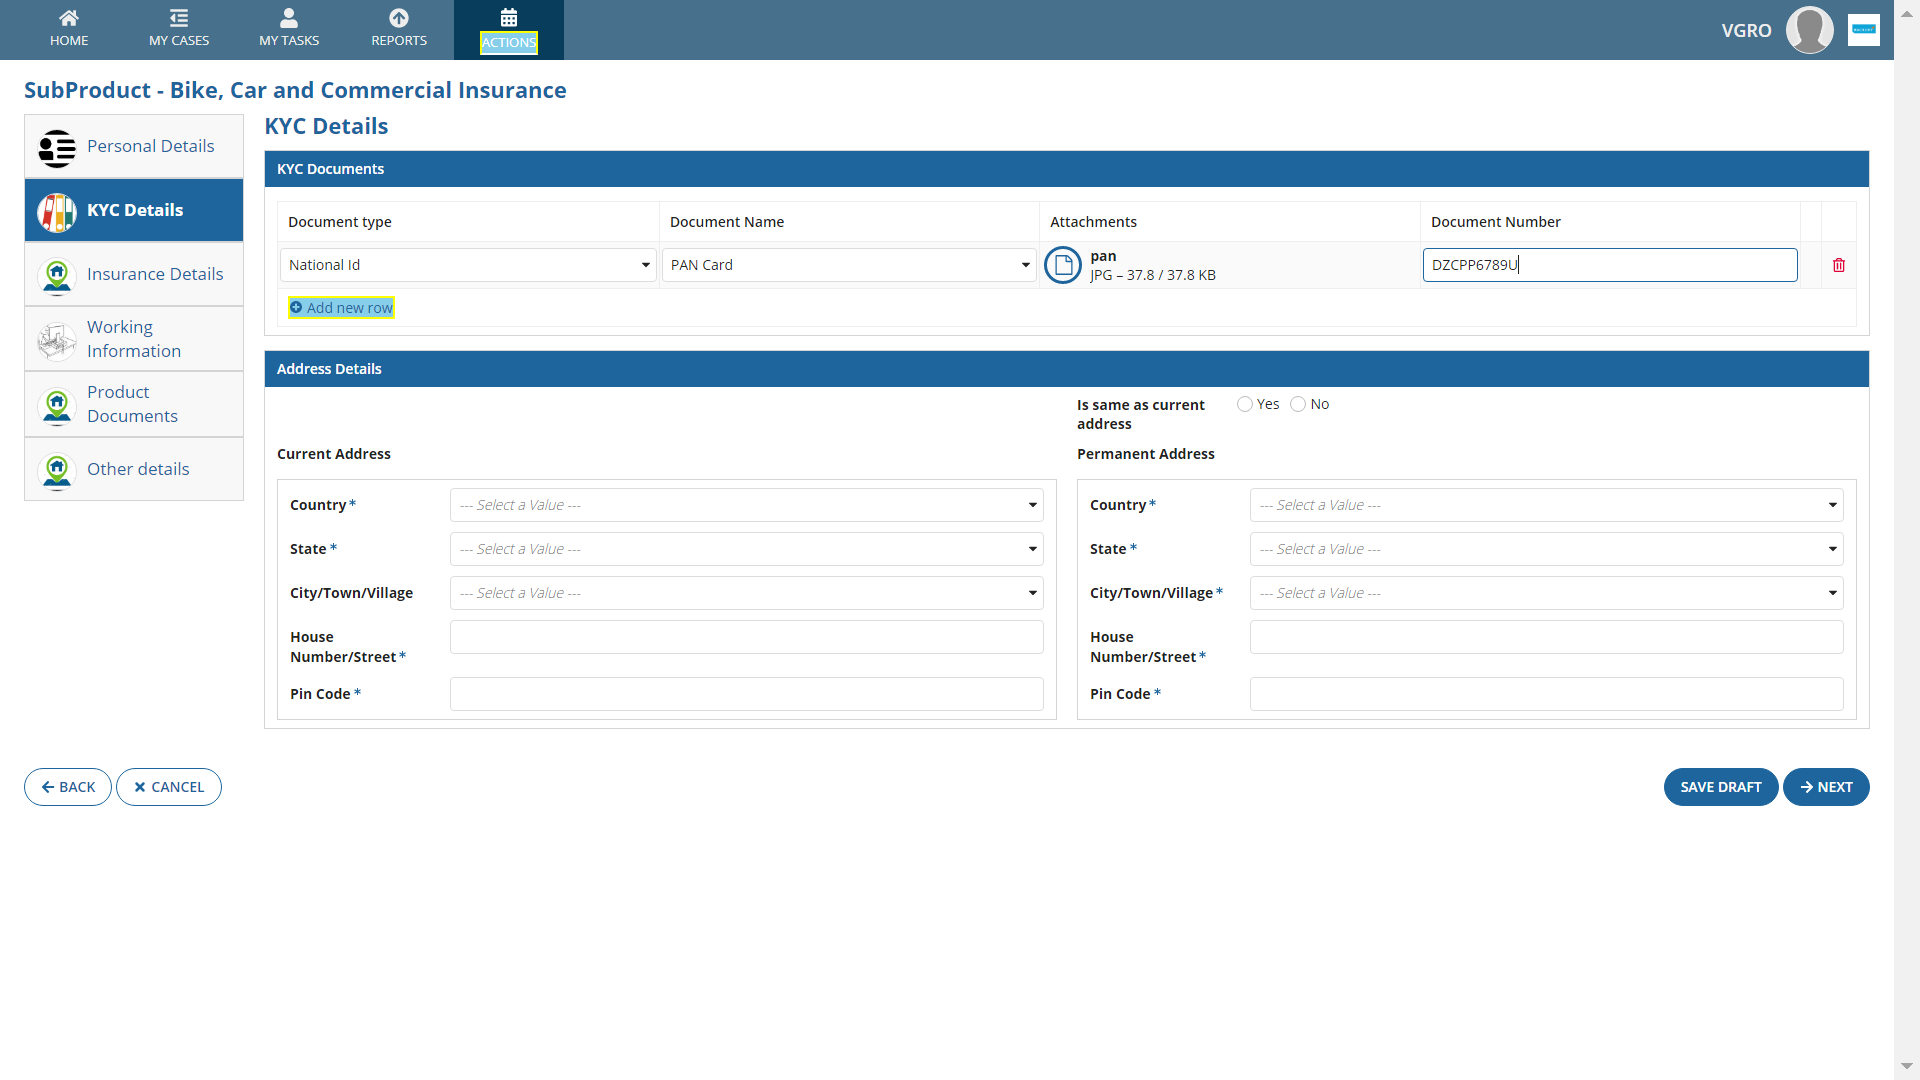 HOME
MY CASES
MY TASKS
REPORTS
ACTIONS
VGRO
SubProduct - Bike, Car and Commercial Insurance
Personal Details
KYC Details
Insurance Details
Working
Information
Product
Documents
Other details
KYC Details
KYC Documents
Document type
Document Name
Attachments
Document Number
National Id
PAN Card
pan
JPG – 37.8 / 37.8 KB
DZCPP6789U
Add new row
Address Details
Is same as current
address
Yes
No
Current Address
Country*
--- Select a Value ---
State*
--- Select a Value ---
City/Town/Village
--- Select a Value ---
House
Number/Street*
Pin Code*
Permanent Address
Country*
--- Select a Value ---
State*
--- Select a Value ---
City/Town/Village*
--- Select a Value ---
House
Number/Street*
Pin Code*
BACK
CANCEL
SAVE DRAFT
NEXT